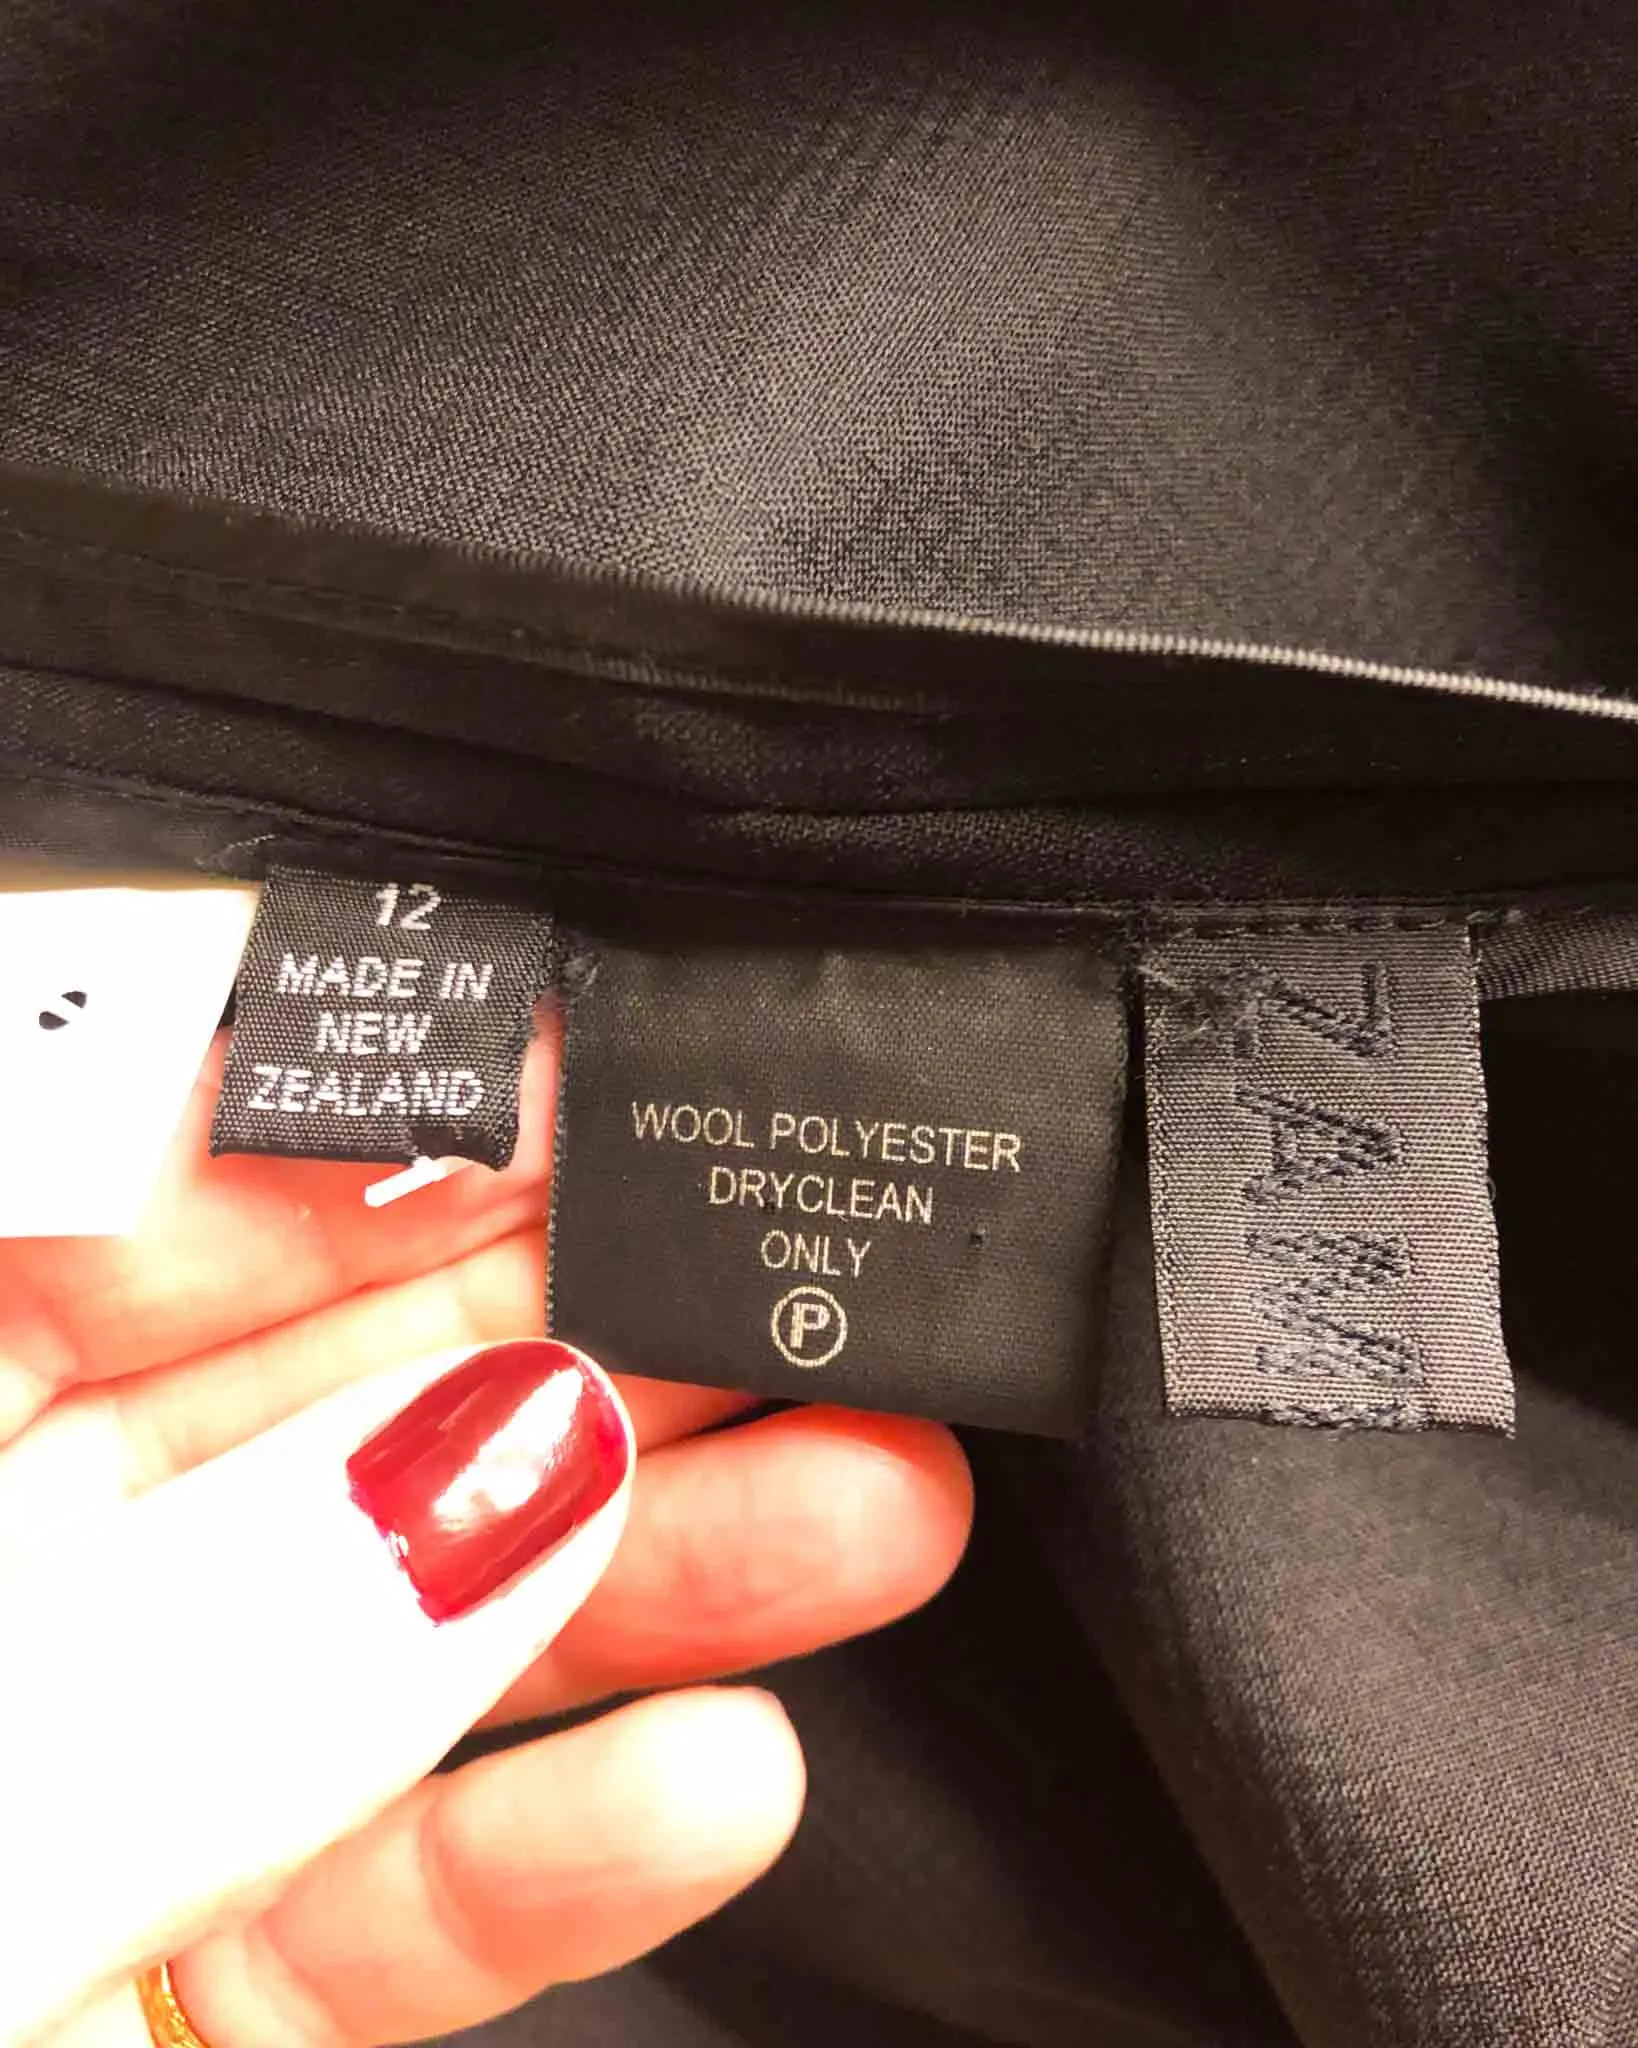 12
MADE IN
NEW
ZEALAND
WOOL POLYESTER
DRYCLEAN
ONLY
P